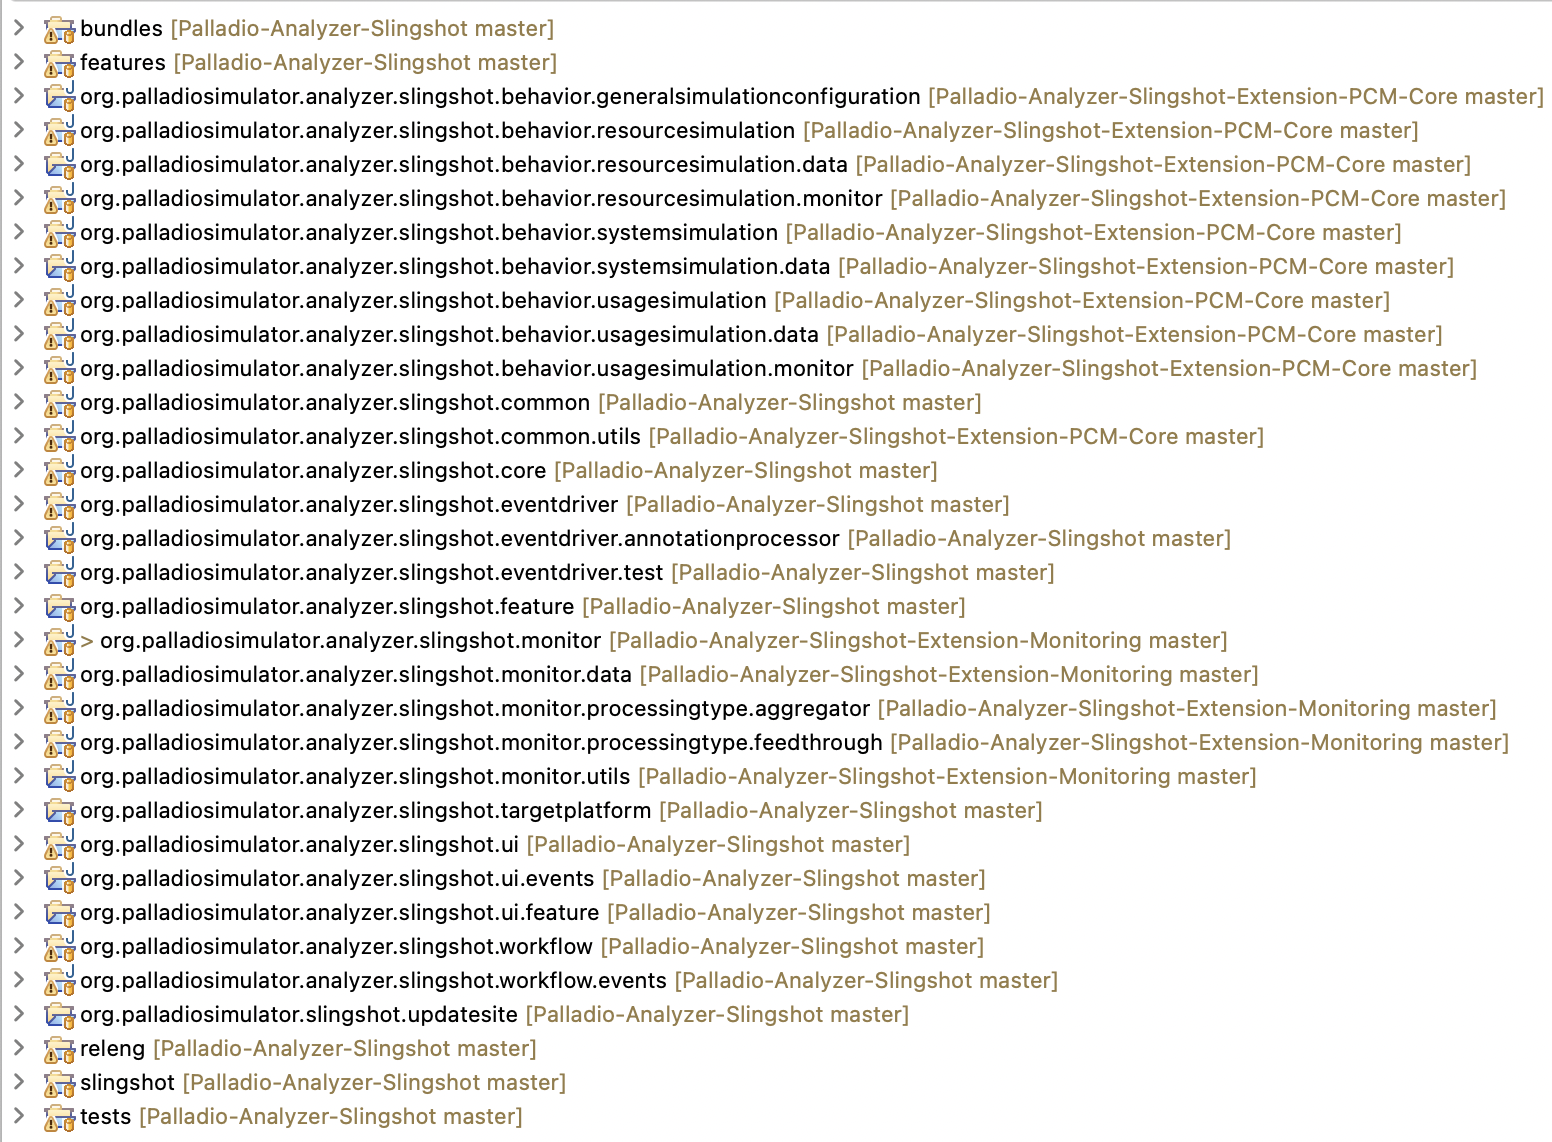 bundles [Palladio-Analyzer-Slingshot master]
features [Palladio-Analyzer-Slingshot master]
org.palladiosimulator.analyzer.slingshot.behavior.generalsimulationconfiguration [Palladio-Analyzer-Slingshot-Extension-PCM-Core master]
org.palladiosimulator.analyzer.slingshot.behavior.resourcesimulation [Palladio-Analyzer-Slingshot-Extension-PCM-Core master]
org.palladiosimulator.analyzer.slingshot.behavior.resourcesimulation.data [Palladio-Analyzer-Slingshot-Extension-PCM-Core master]
org.palladiosimulator.analyzer.slingshot.behavior.resourcesimulation.monitor [Palladio-Analyzer-Slingshot-Extension-PCM-Core master]
org.palladiosimulator.analyzer.slingshot.behavior.systemsimulation [Palladio-Analyzer-Slingshot-Extension-PCM-Core master]
org.palladiosimulator.analyzer.slingshot.behavior.systemsimulation.data [Palladio-Analyzer-Slingshot-Extension-PCM-Core master]
org.palladiosimulator.analyzer.slingshot.behavior.usagesimulation [Palladio-Analyzer-Slingshot-Extension-PCM-Core master]
org.palladiosimulator.analyzer.slingshot.behavior.usagesimulation.data [Palladio-Analyzer-Slingshot-Extension-PCM-Core master]
org.palladiosimulator.analyzer.slingshot.behavior.usagesimulation.monitor [Palladio-Analyzer-Slingshot-Extension-PCM-Core master]
org.palladiosimulator.analyzer.slingshot.common [Palladio-Analyzer-Slingshot master]
org.palladiosimulator.analyzer.slingshot.common.utils [Palladio-Analyzer-Slingshot-Extension-PCM-Core master]
org.palladiosimulator.analyzer.slingshot.core [Palladio-Analyzer-Slingshot master]
org.palladiosimulator.analyzer.slingshot.eventdriver [Palladio-Analyzer-Slingshot master]
org.palladiosimulator.analyzer.slingshot.eventdriver.annotationprocessor [Palladio-Analyzer-Slingshot master]
org.palladiosimulator.analyzer.slingshot.eventdriver.test [Palladio-Analyzer-Slingshot master]
org.palladiosimulator.analyzer.slingshot.feature [Palladio-Analyzer-Slingshot master]
> org.palladiosimulator.analyzer.slingshot.monitor [Palladio-Analyzer-Slingshot-Extension-Monitoring master]
org.palladiosimulator.analyzer.slingshot.monitor.data [Palladio-Analyzer-Slingshot-Extension-Monitoring master]
org.palladiosimulator.analyzer.slingshot.monitor.processingtype.aggregator [Palladio-Analyzer-Slingshot-Extension-Monitoring master]
org.palladiosimulator.analyzer.slingshot.monitor.processingtype.feedthrough [Palladio-Analyzer-Slingshot-Extension-Monitoring master]
org.palladiosimulator.analyzer.slingshot.monitor.utils [Palladio-Analyzer-Slingshot-Extension-Monitoring master]
org.palladiosimulator.analyzer.slingshot.targetplatform [Palladio-Analyzer-Slingshot master]
org.palladiosimulator.analyzer.slingshot.ui [Palladio-Analyzer-Slingshot master]
org.palladiosimulator.analyzer.slingshot.ui.events [Palladio-Analyzer-Slingshot master]
org.palladiosimulator.analyzer.slingshot.ui.feature [Palladio-Analyzer-Slingshot master]
org.palladiosimulator.analyzer.slingshot.workflow [Palladio-Analyzer-Slingshot master]
org.palladiosimulator.analyzer.slingshot.workflow.events [Palladio-Analyzer-Slingshot master]
org.palladiosimulator.slingshot.updatesite [Palladio-Analyzer-Slingshot master]
releng [Palladio-Analyzer-Slingshot master]
slingshot [Palladio-Analyzer-Slingshot master]
tests [Palladio-Analyzer-Slingshot master]